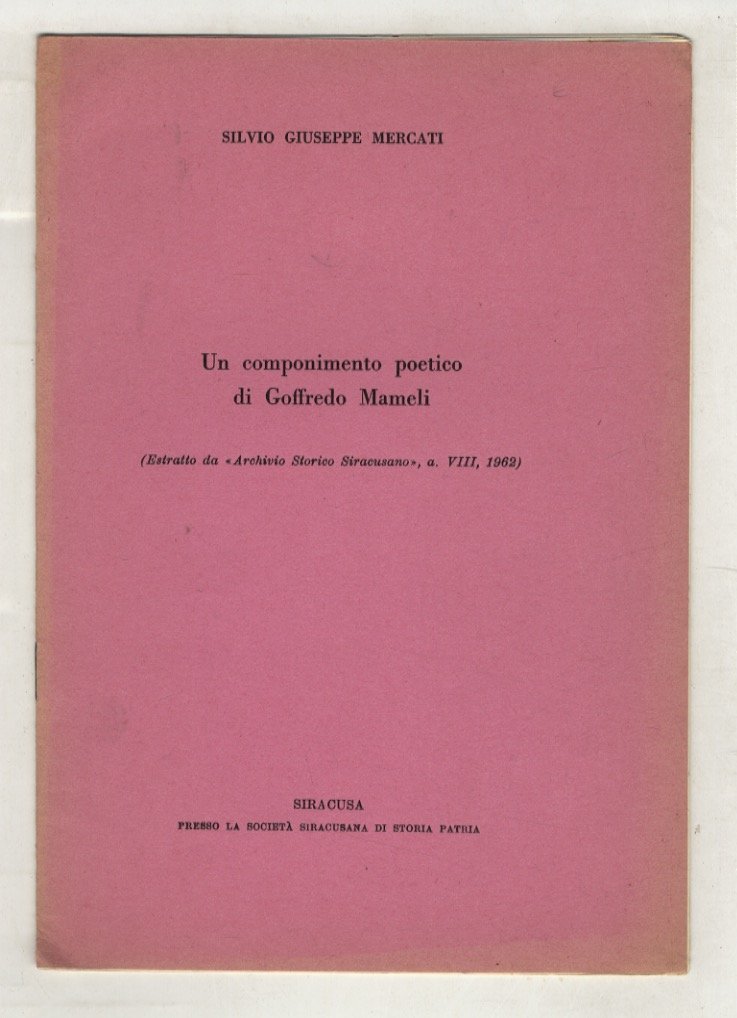 SILVIO GIUSEPPE MERCATI
Un componimento poetico
di Goffredo Mameli
(Estratto da «Archivio Storico Siracusano», a. VIII, 1962)
SIRACUSA
PRESSO LA SOCIETÀ SIRACUSANA DI STORIA PATRIA